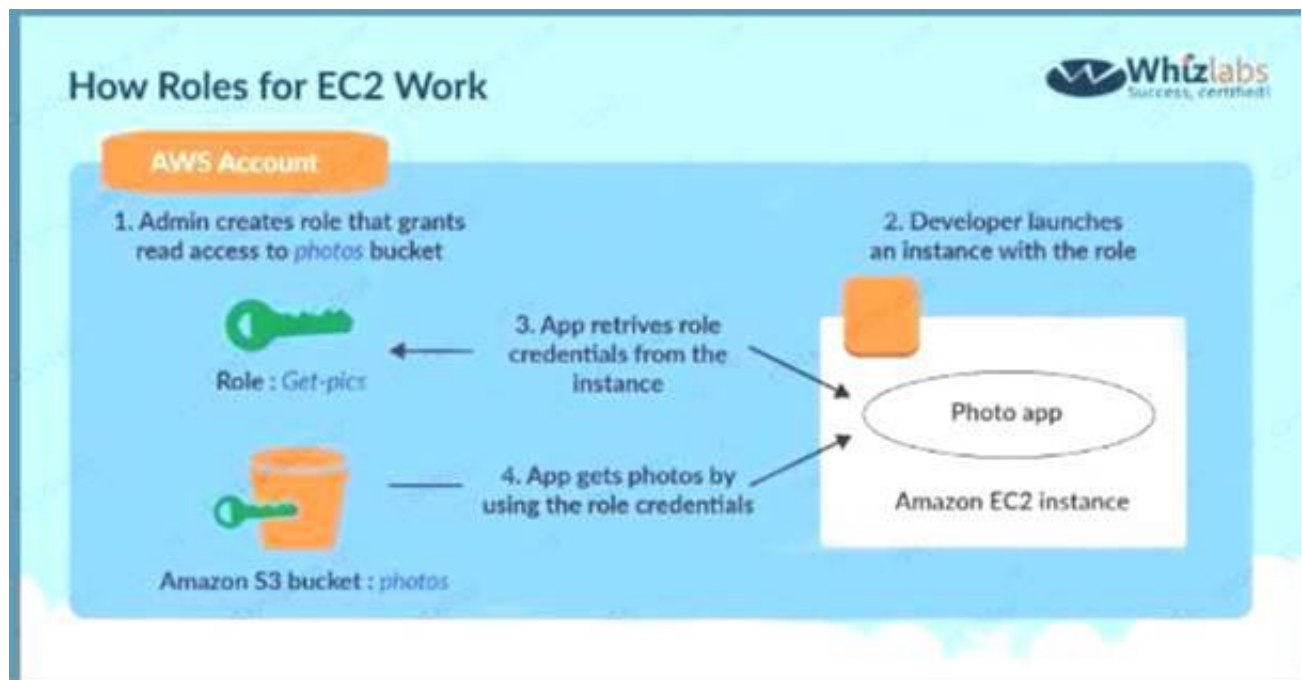 How Roles for EC2 Work
Whizlabs
Success, certified!
AWS Account
1. Admin creates role that grants
read access to photos bucket
2. Developer launches
an instance with the role
3. App retrives role
credentials from the
instance
Role : Get-pics
Photo app
4. App gets photos by
using the role credentials
Amazon EC2 instance
Amazon S3 bucket : photos